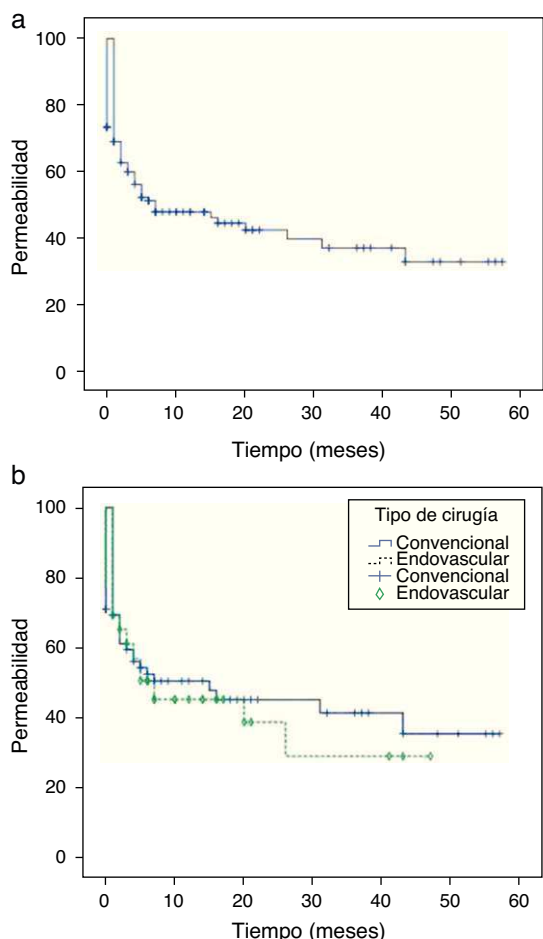 a
100
80
60
40
20
0
Permeabilidad
0 10 20 30 40 50 60
Tiempo (meses)
b
100
80
60
40
20
0
Permeabilidad
Tipo de cirugía
Convencional
Endovascular
Convencional
Endovascular
0 10 20 30 40 50 60
Tiempo (meses)